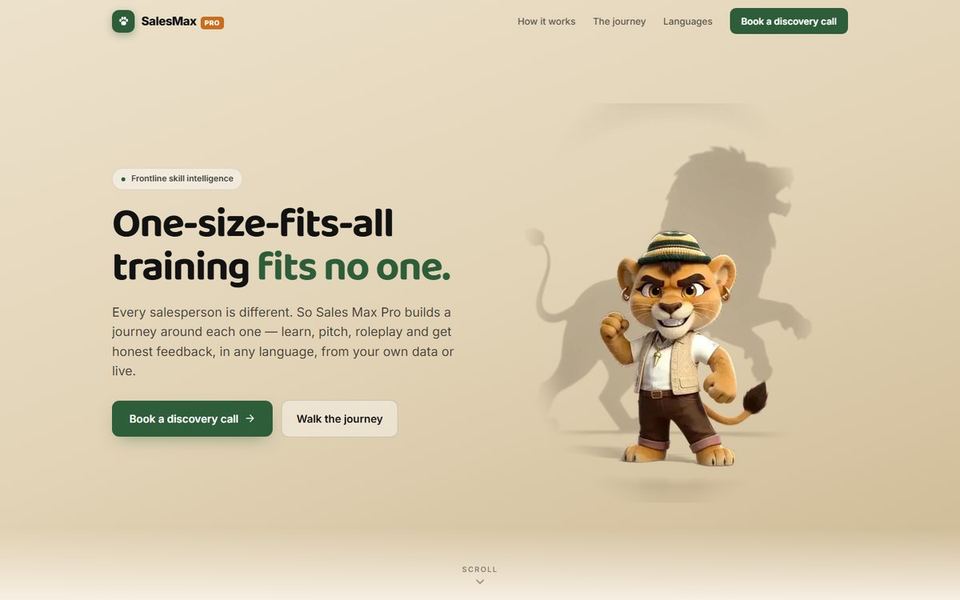 SalesMax PRO
How it works
The journey
Languages
Book a discovery call
Frontline skill intelligence
One-size-fits-all
training fits no one.
Every salesperson is different. So Sales Max Pro builds a
journey around each one — learn, pitch, roleplay and get
honest feedback, in any language, from your own data or
live.
Book a discovery call →
Walk the journey
SCROLL